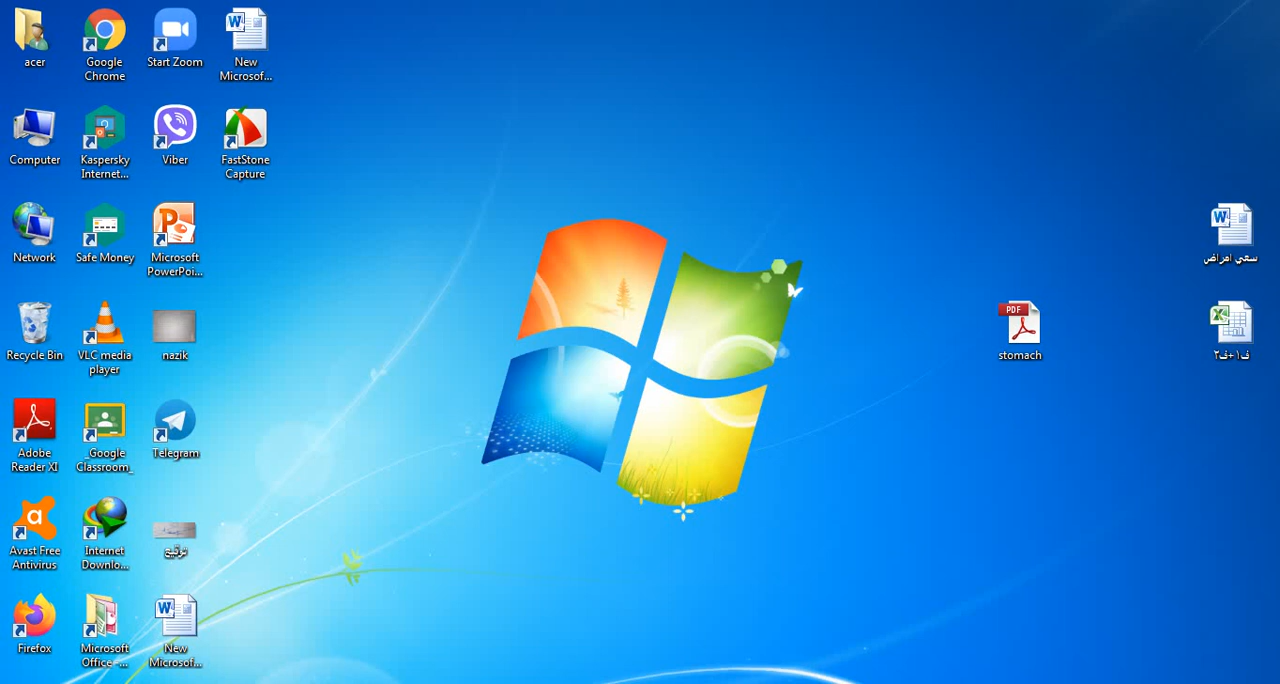 acer
Google
Chrome
Start Zoom
New
Microsof...
Computer
Kaspersky
Internet...
Viber
FastStone
Capture
Network
Safe Money
Microsoft
PowerPoi...
سعي امراض
Recycle Bin
VLC media
player
nazik
PDF
stomach
ف١+ف٢
Adobe
Reader XI
_Google
Classroom_
Telegram
Avast Free
Antivirus
Internet
Downlo...
Firefox
Microsoft
Office - ...
New
Microsof...